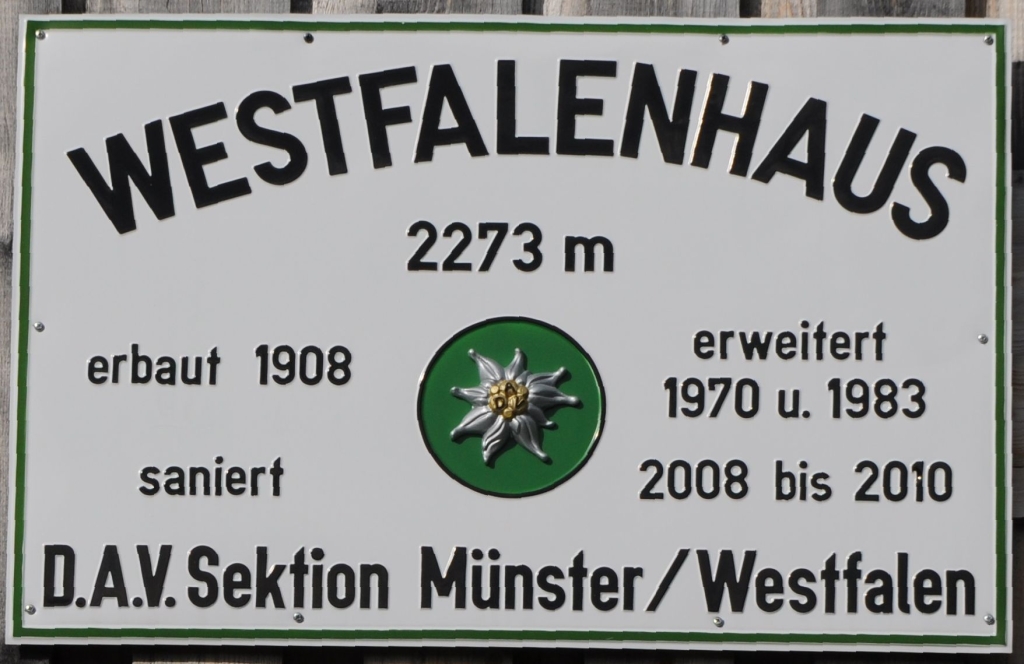 WESTFALENHAUS
2273 m
erbaut 1908
erweitert
1970 u. 1983
saniert 2008 bis 2010
D.A.V. Sektion Münster/Westfalen